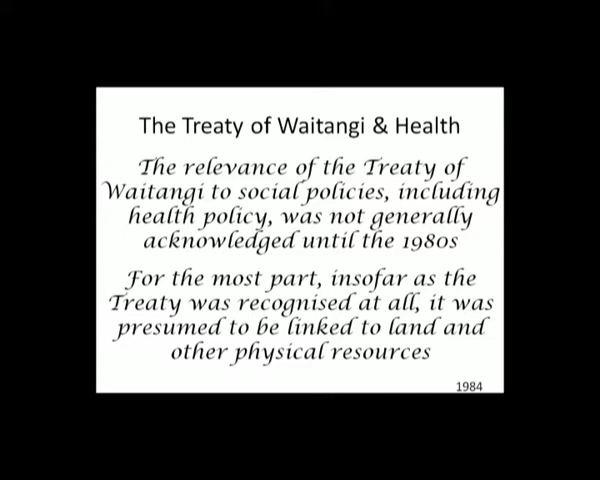 The Treaty of Waitangi & Health
The relevance of the Treaty of
Waitangi to social policies, including
health policy, was not generally
acknowledged until the 1980s
For the most part, insofar as the
Treaty was recognised at all, it was
presumed to be linked to land and
other physical resources
1984